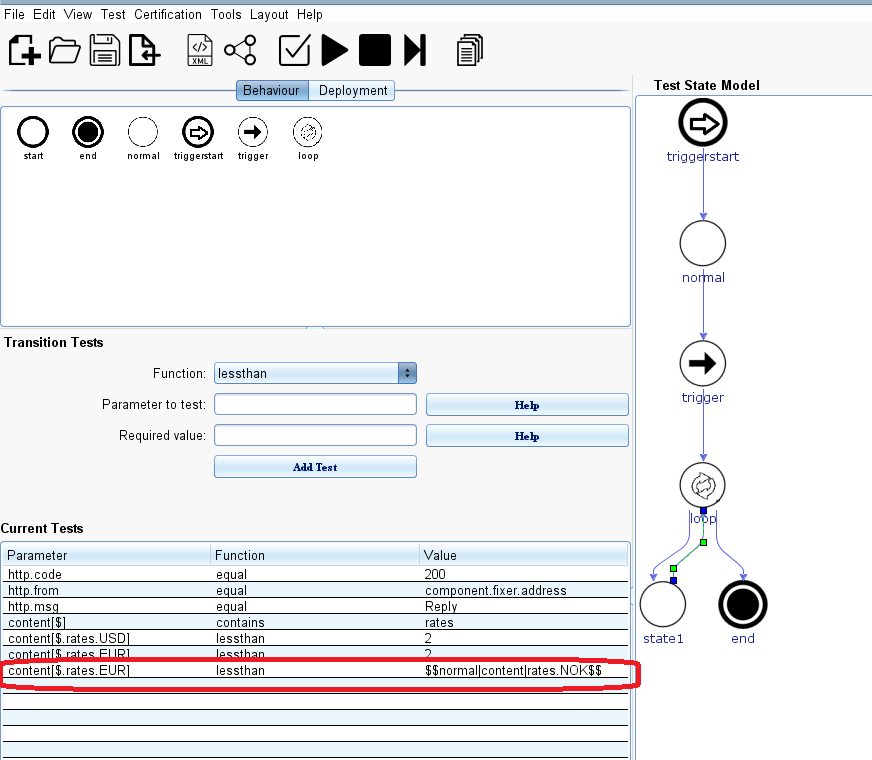 File Edit View Test Certification Tools Layout Help
XML
Behaviour Deployment
start end normal triggerstart trigger loop
Transition Tests
Function: lessthan
Parameter to test: Help
Required value: Help
Add Test
Current Tests
Parameter Function Value
http.code equal 200
http.from equal component.fixer.address
http.msg equal Reply
content[$] contains rates
content[$.rates.USD] lessthan 2
content[$.rates.EUR] lessthan 2
content[$.rates.EUR] lessthan $$normal|content|rates.NOK$$
Test State Model
triggerstart
normal
trigger
loop
state1 end